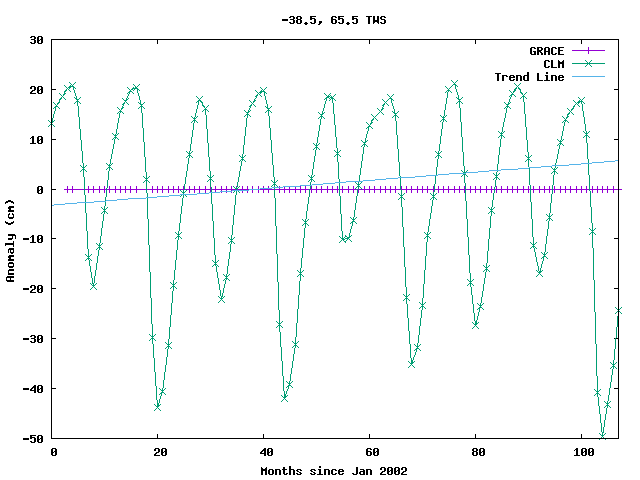 -38.5, 65.5 TWS
GRACE
CLM
Trend Line
30
20
10
0
-10
-20
-30
-40
-50
Anomaly (cm)
0 20 40 60 80 100
Months since Jan 2002